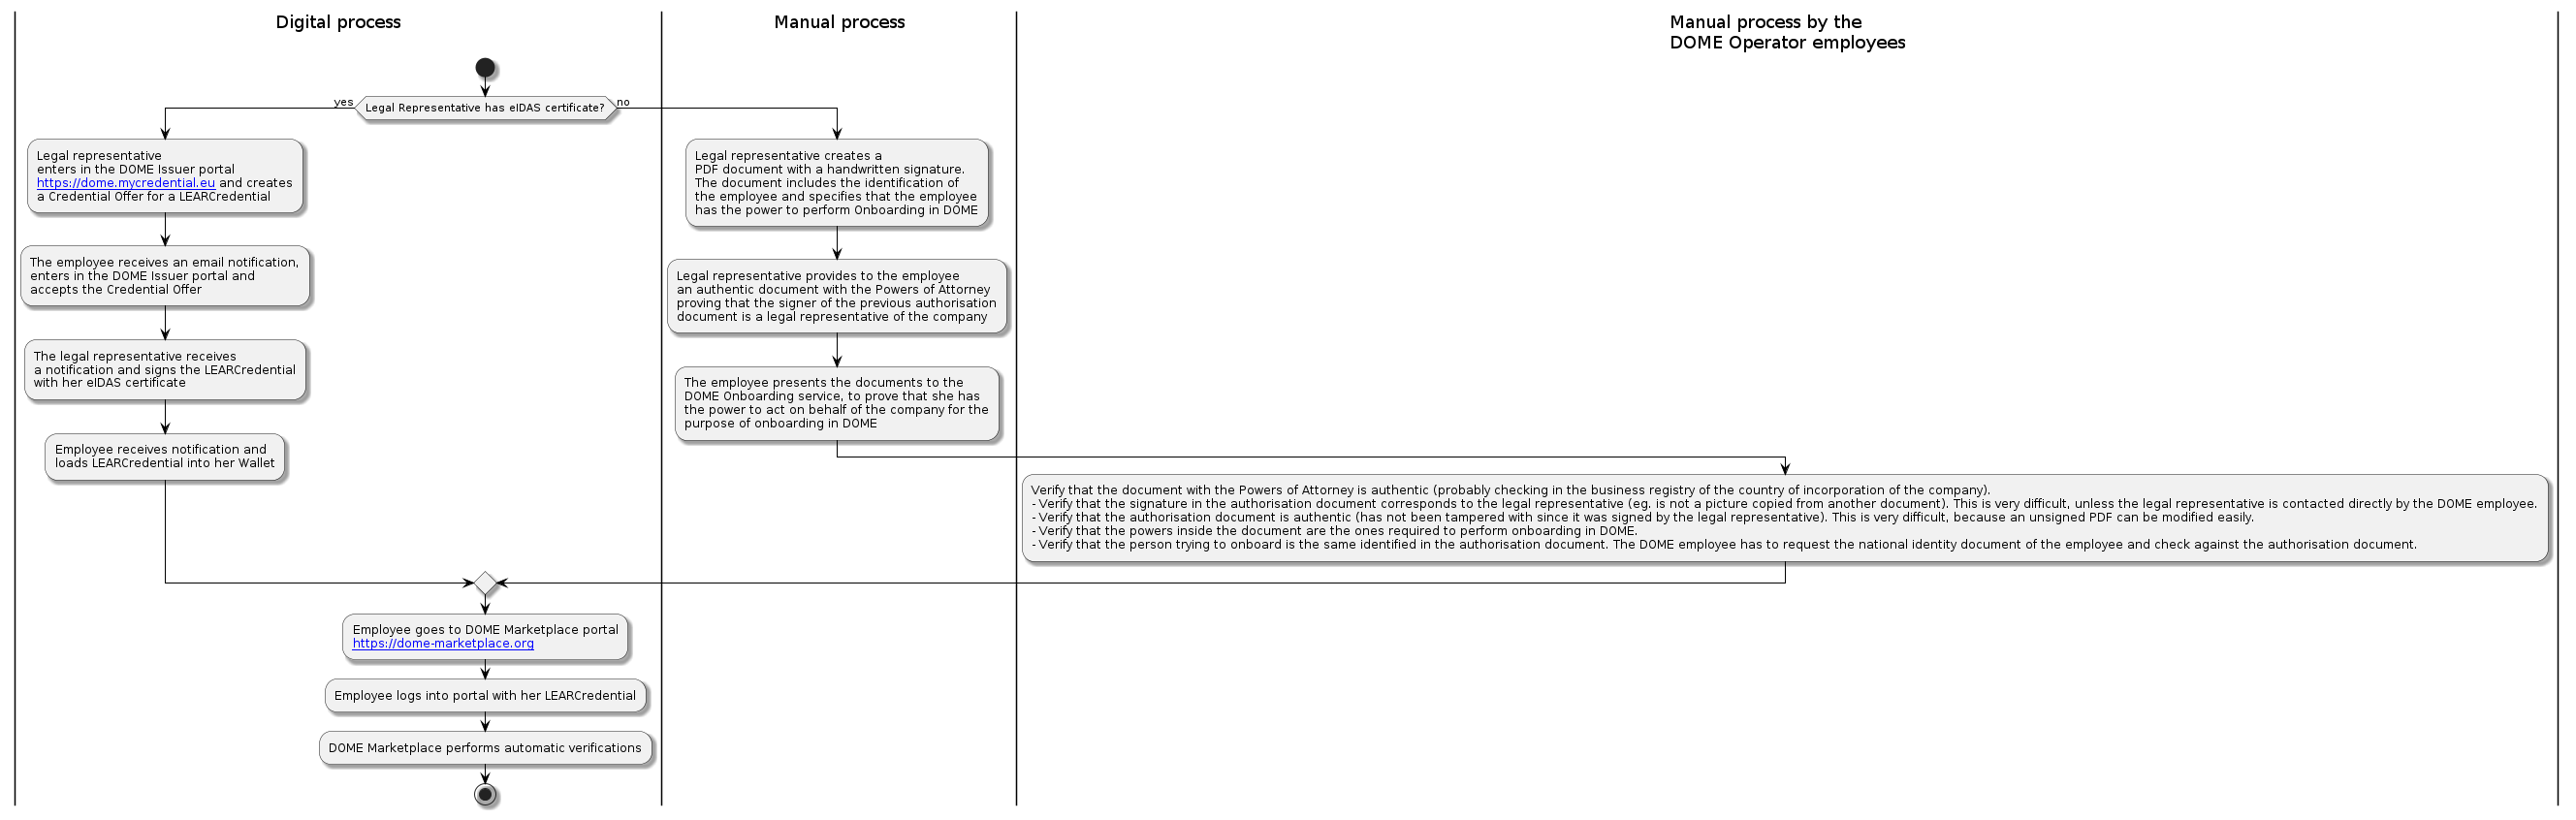 Digital process
Manual process
Manual process by the
DOME Operator employees
Legal Representative has eIDAS certificate?
yes
no
Legal representative
enters in the DOME Issuer portal
https://dome.mycredential.eu and creates
a Credential Offer for a LEARCredential
The employee receives an email notification,
enters in the DOME Issuer portal and
accepts the Credential Offer
The legal representative receives
a notification and signs the LEARCredential
with her eIDAS certificate
Employee receives notification and
loads LEARCredential into her Wallet
Legal representative creates a
PDF document with a handwritten signature.
The document includes the identification of
the employee and specifies that the employee
has the power to perform Onboarding in DOME
Legal representative provides to the employee
an authentic document with the Powers of Attorney
proving that the signer of the previous authorisation
document is a legal representative of the company
The employee presents the documents to the
DOME Onboarding service, to prove that she has
the power to act on behalf of the company for the
purpose of onboarding in DOME
Verify that the document with the Powers of Attorney is authentic (probably checking in the business registry of the country of incorporation of the company).
- Verify that the signature in the authorisation document corresponds to the legal representative (eg. is not a picture copied from another document). This is very difficult, unless the legal representative is contacted directly by the DOME employee.
- Verify that the authorisation document is authentic (has not been tampered with since it was signed by the legal representative). This is very difficult, because an unsigned PDF can be modified easily.
- Verify that the powers inside the document are the ones required to perform onboarding in DOME.
- Verify that the person trying to onboard is the same identified in the authorisation document. The DOME employee has to request the national identity document of the employee and check against the authorisation document.
Employee goes to DOME Marketplace portal
https://dome-marketplace.org
Employee logs into portal with her LEARCredential
DOME Marketplace performs automatic verifications